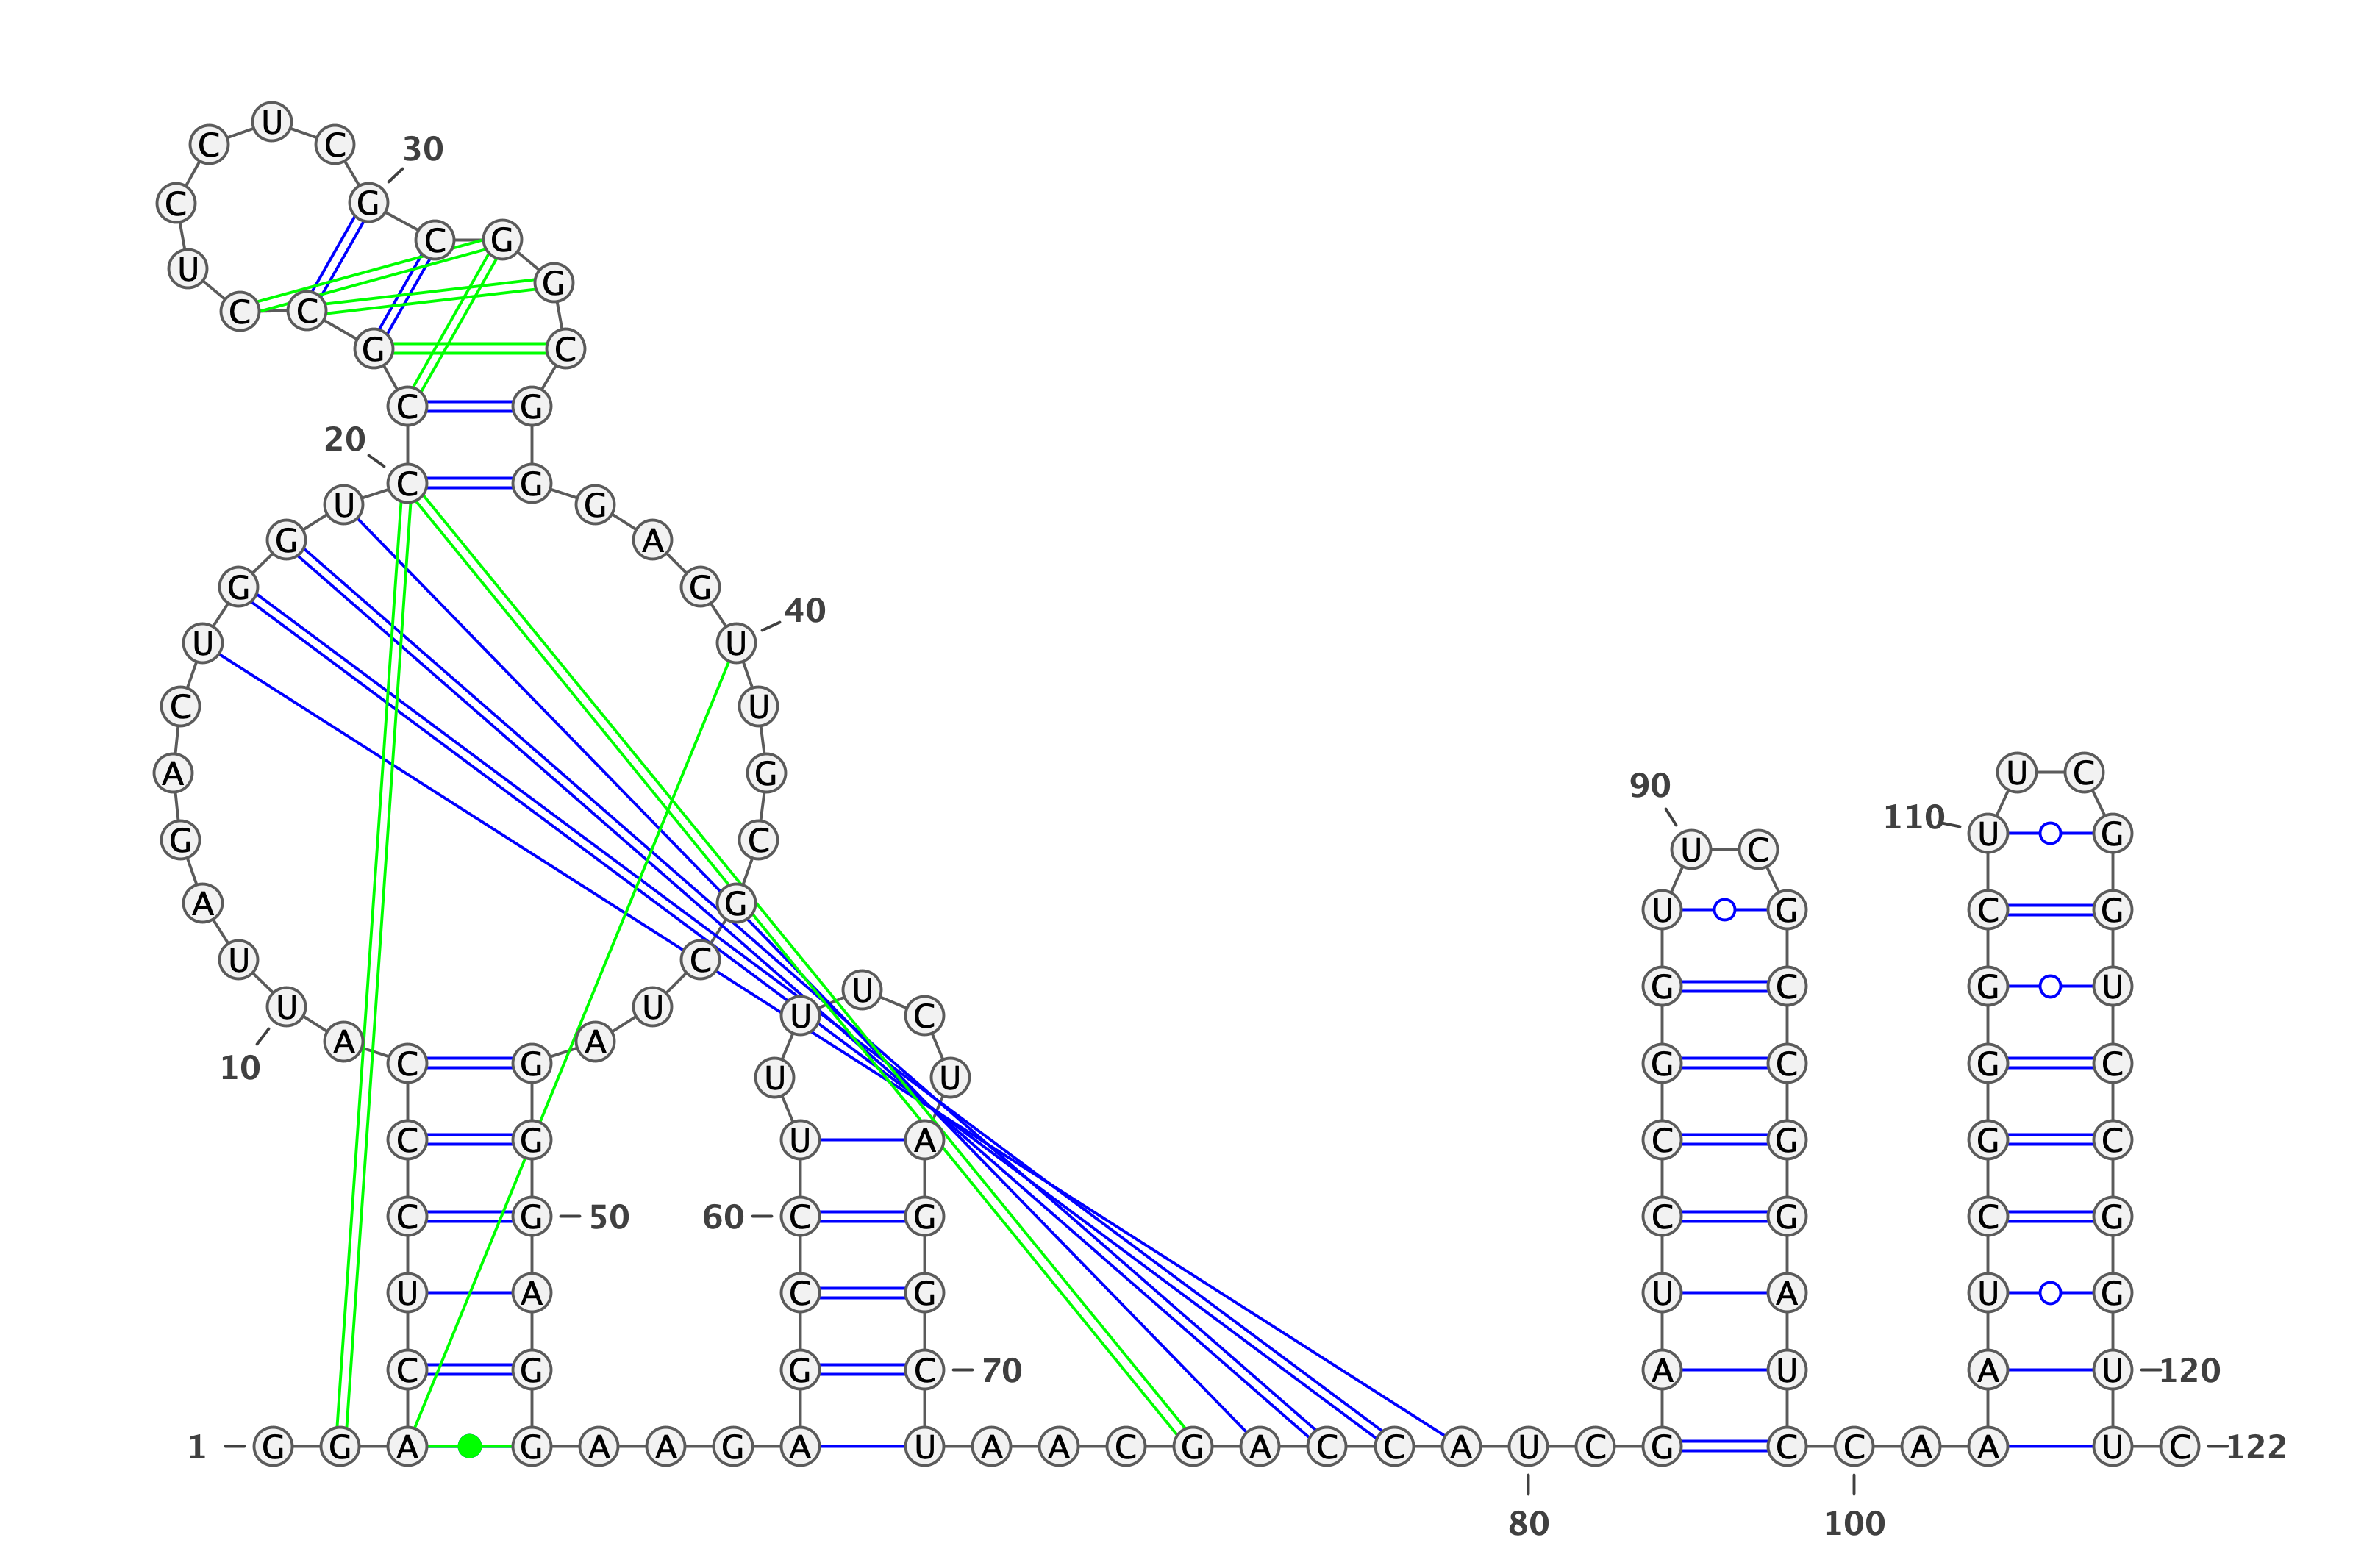 U
C C 30
C G
C G
U G
C C
G C
C G
20
C G
U G
G A
G G
40
U U
C U
A G U C
90
110 U G
G C U C
A G U G C G
U C
U G C G U
U U
U C
A A
C G U U G C G C
10
C G U A C G G C
C G 50 60 C G C G C G
U A C G U A U G
C G G C 70 A U A U 120
1 G G A G A A G A U A A C G A C C A U C G C C A A U C 122
80 100